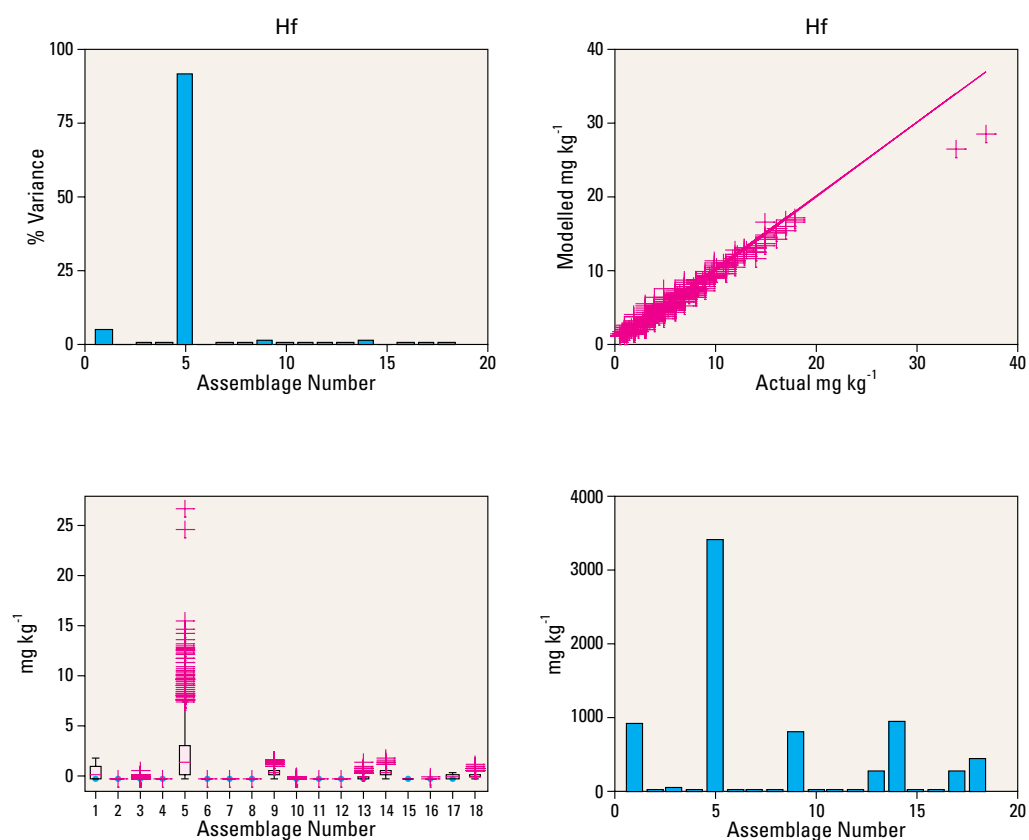 Hf
100
75
50
25
0
% Variance
0 5 10 15 20
Assemblage Number
Hf
40
30
20
10
0
Modelled mg kg-1
0 10 20 30 40
Actual mg kg-1
25
20
15
10
5
0
mg kg-1
1 2 3 4 5 6 7 8 9 10 11 12 13 14 15 16 17 18
Assemblage Number
4000
3000
2000
1000
0
mg kg-1
0 5 10 15 20
Assemblage Number